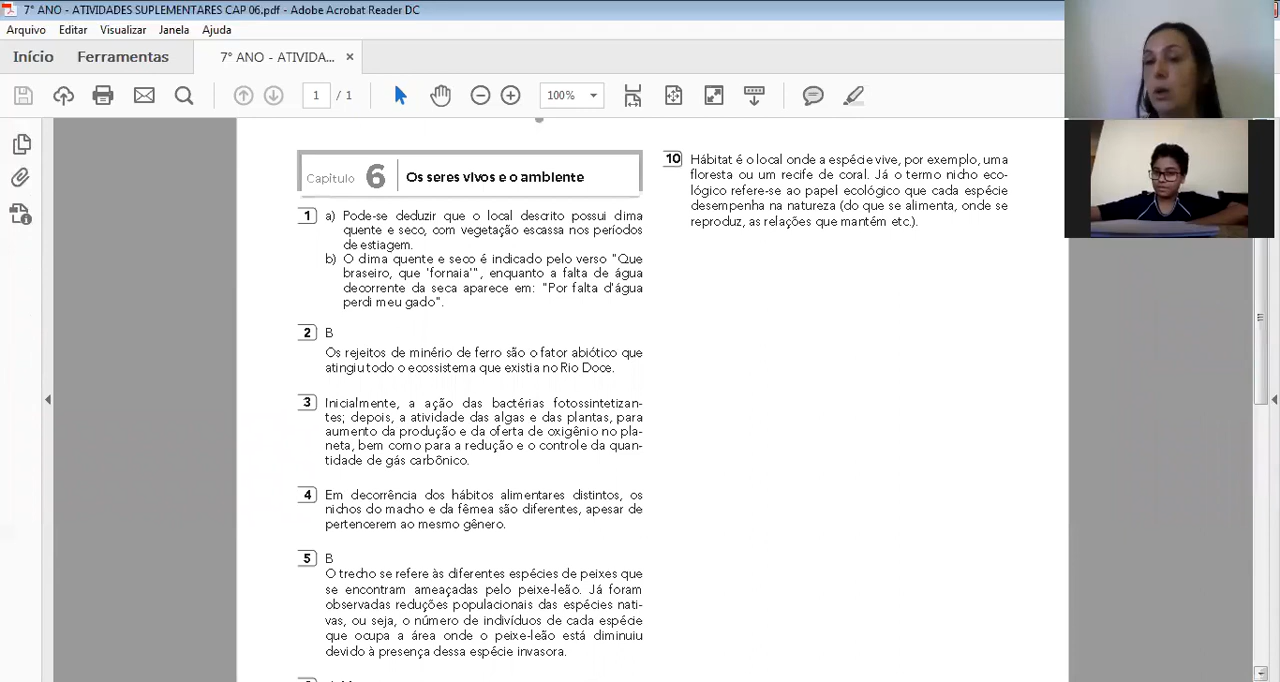 7° ANO - ATIVIDADES SUPLEMENTARES CAP 06.pdf - Adobe Acrobat Reader DC
Arquivo Editar Visualizar Janela Ajuda
Início Ferramentas 7° ANO - ATIVIDA... ×
1 / 1 100%
Capítulo 6 Os seres vivos e o ambiente
1 a) Pode-se deduzir que o local descrito possui clima
quente e seco, com vegetação escassa nos períodos
de estiagem.
b) O clima quente e seco é indicado pelo verso "Que
braseiro, que 'fornaia'", enquanto a falta de água
decorrente da seca aparece em: "Por falta d'água
perdi meu gado".
2 B
Os rejeitos de minério de ferro são o fator abiótico que
atingiu todo o ecossistema que existia no Rio Doce.
3 Inicialmente, a ação das bactérias fotossintetizan-
tes; depois, a atividade das algas e das plantas, para
aumento da produção e da oferta de oxigênio no pla-
neta, bem como para a redução e o controle da quan-
tidade de gás carbônico.
4 Em decorrência dos hábitos alimentares distintos, os
nichos do macho e da fêmea são diferentes, apesar de
pertencerem ao mesmo gênero.
5 B
O trecho se refere às diferentes espécies de peixes que
se encontram ameaçadas pelo peixe-leão. Já foram
observadas reduções populacionais das espécies nati-
vas, ou seja, o número de indivíduos de cada espécie
que ocupa a área onde o peixe-leão está diminuiu
devido à presença dessa espécie invasora.
10 Hábitat é o local onde a espécie vive, por exemplo, uma
floresta ou um recife de coral. Já o termo nicho eco-
lógico refere-se ao papel ecológico que cada espécie
desempenha na natureza (do que se alimenta, onde se
reproduz, as relações que mantém etc.).